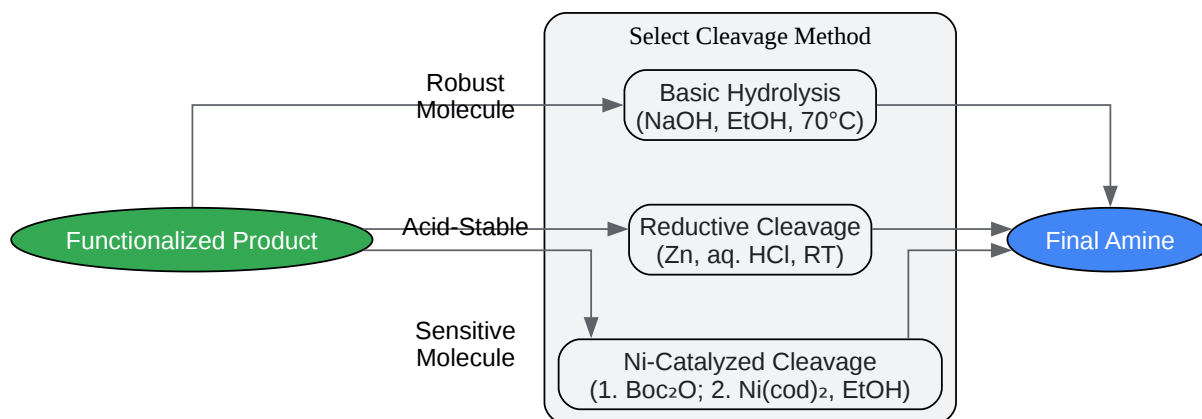 Select Cleavage Method
Robust
Molecule
Basic Hydrolysis
(NaOH, EtOH, 70°C)
Functionalized Product
Acid-Stable
Reductive Cleavage
(Zn, aq. HCl, RT)
Final Amine
Sensitive
Molecule
Ni-Catalyzed Cleavage
(1. Boc₂O; 2. Ni(cod)₂, EtOH)